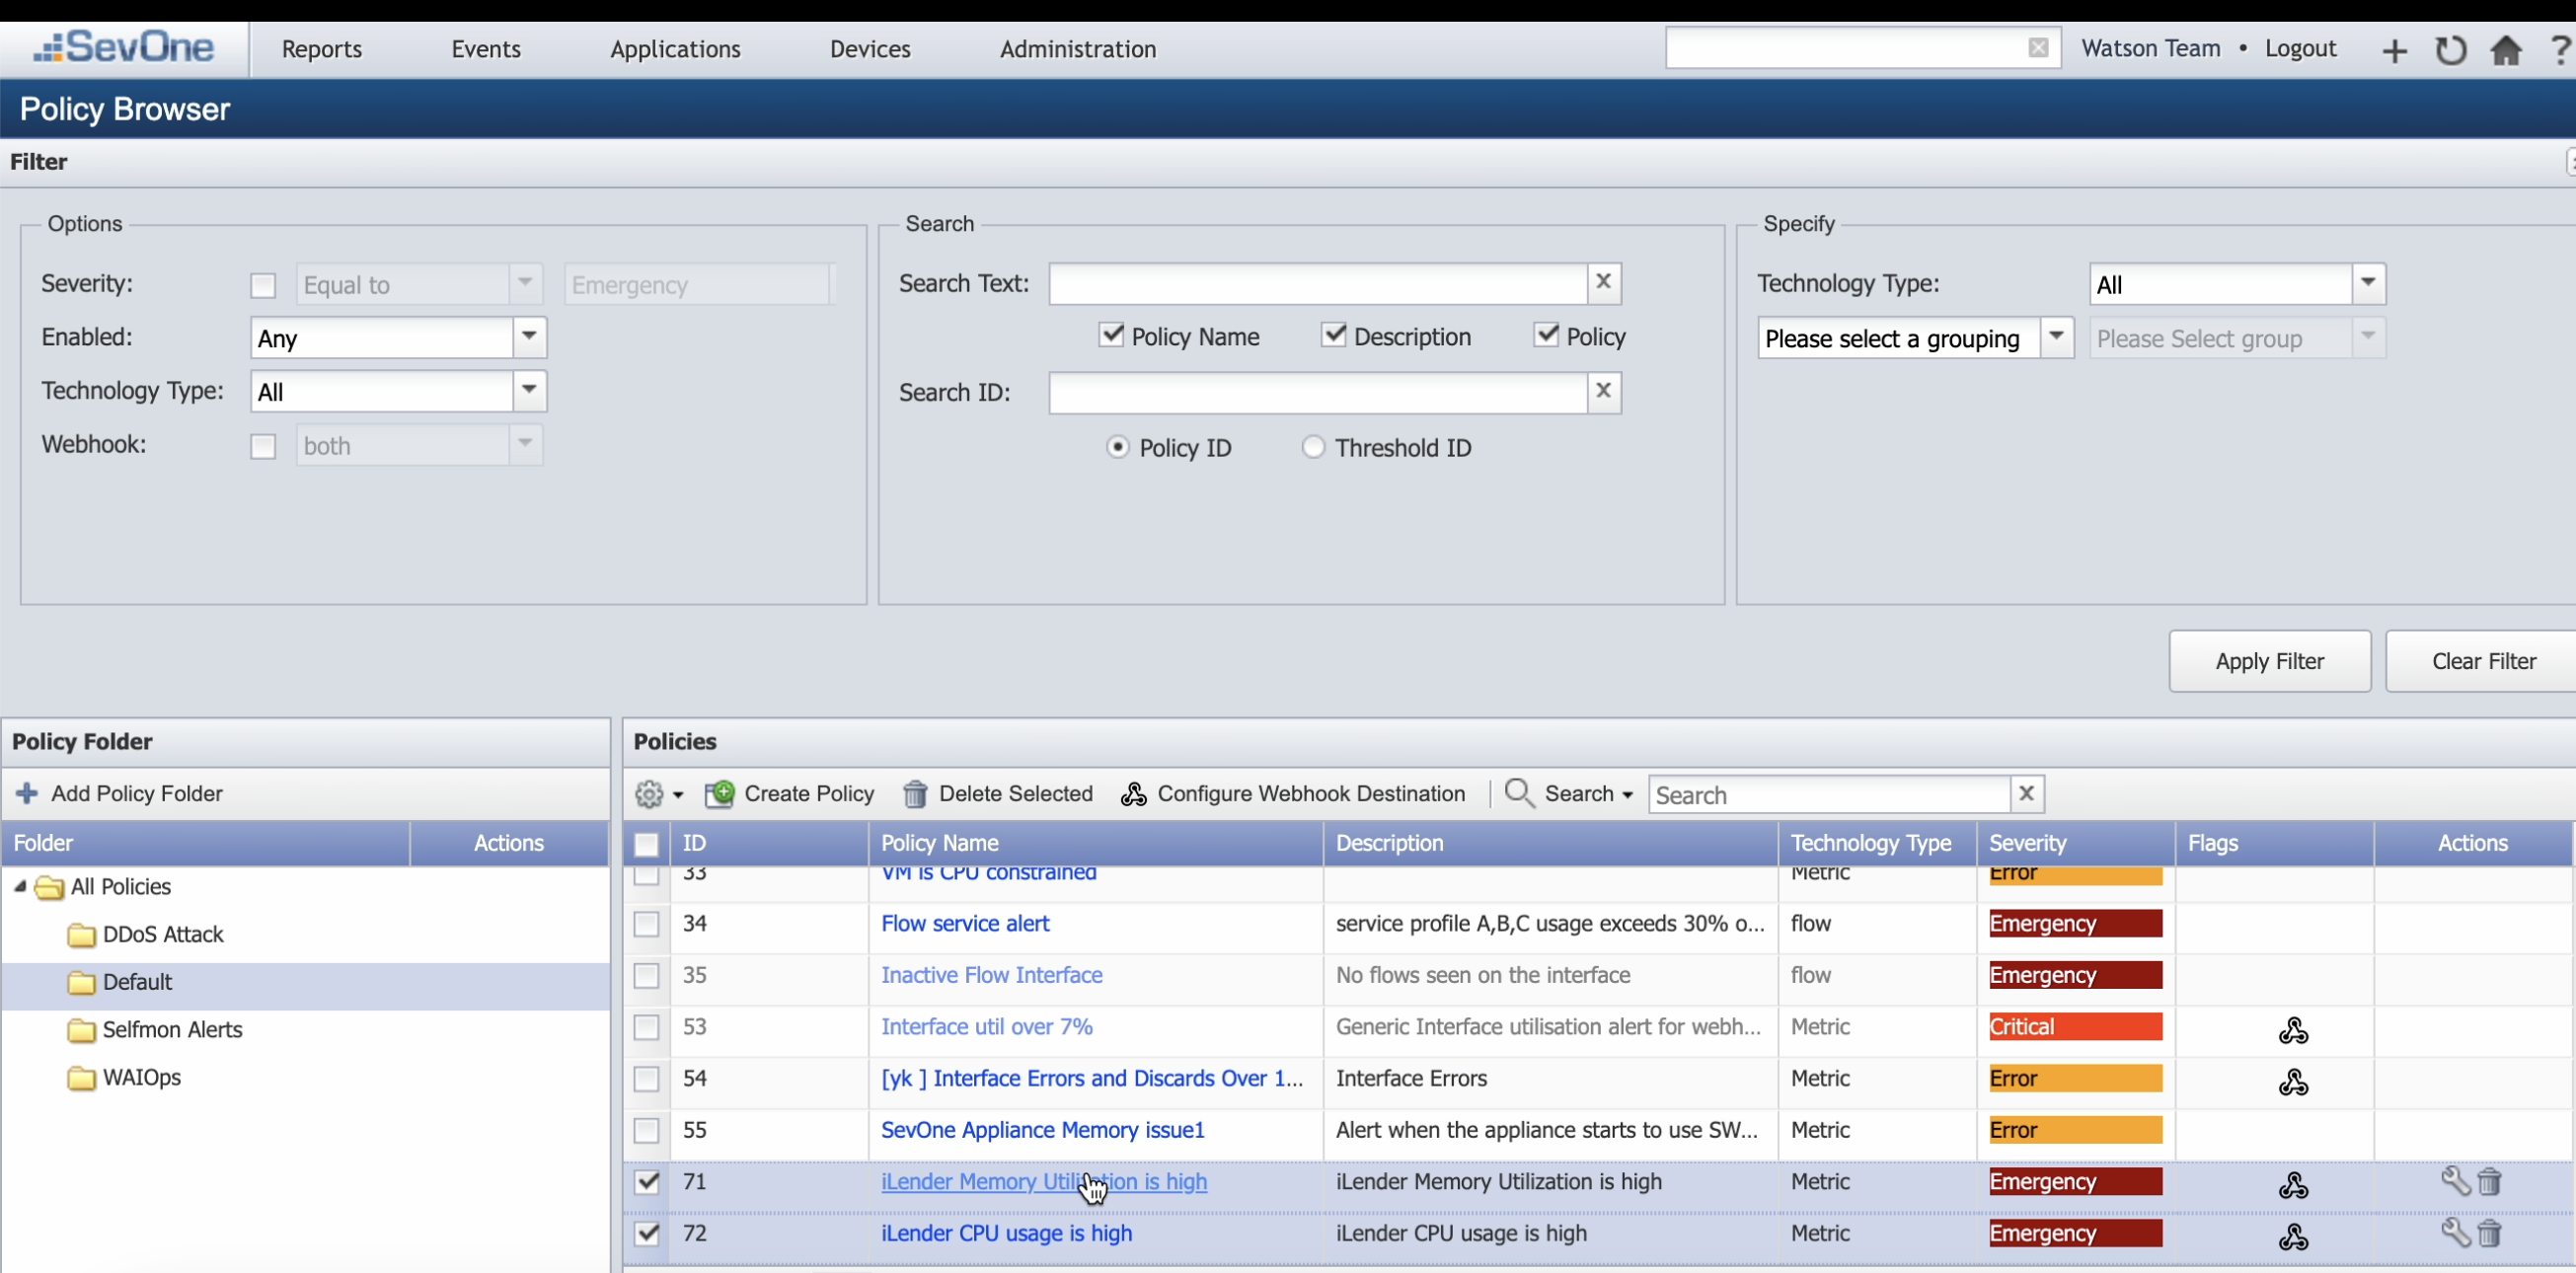 SevOne Reports Events Applications Devices Administration Watson Team • Logout + ?
Policy Browser
Filter
Options Search Specify
Severity: Equal to Emergency Search Text: Technology Type: All
Enabled: Any Policy Name Description Policy Please select a grouping Please Select group
Technology Type: All Search ID:
Webhook: both Policy ID Threshold ID
Apply Filter Clear Filter
Policy Folder Policies
Add Policy Folder Create Policy Delete Selected Configure Webhook Destination Search Search
Folder Actions ID Policy Name Description Technology Type Severity Flags Actions
All Policies 33 VM is CPU constrained Metric Error
DDoS Attack 34 Flow service alert service profile A,B,C usage exceeds 30% o... flow Emergency
Default 35 Inactive Flow Interface No flows seen on the interface flow Emergency
Selfmon Alerts 53 Interface util over 7% Generic Interface utilisation alert for webh... Metric Critical
WAIOps 54 [yk ] Interface Errors and Discards Over 1... Interface Errors Metric Error
55 SevOne Appliance Memory issue1 Alert when the appliance starts to use SW... Metric Error
71 iLender Memory Utilization is high iLender Memory Utilization is high Metric Emergency
72 iLender CPU usage is high iLender CPU usage is high Metric Emergency